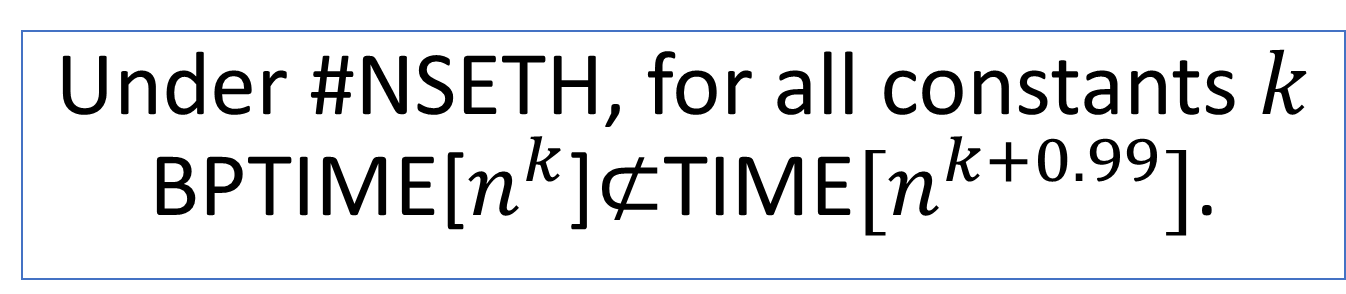 Under #NSETH, for all constants 𝑘
BPTIME[𝑛^𝑘]⊄TIME[𝑛^{𝑘+0.99}].